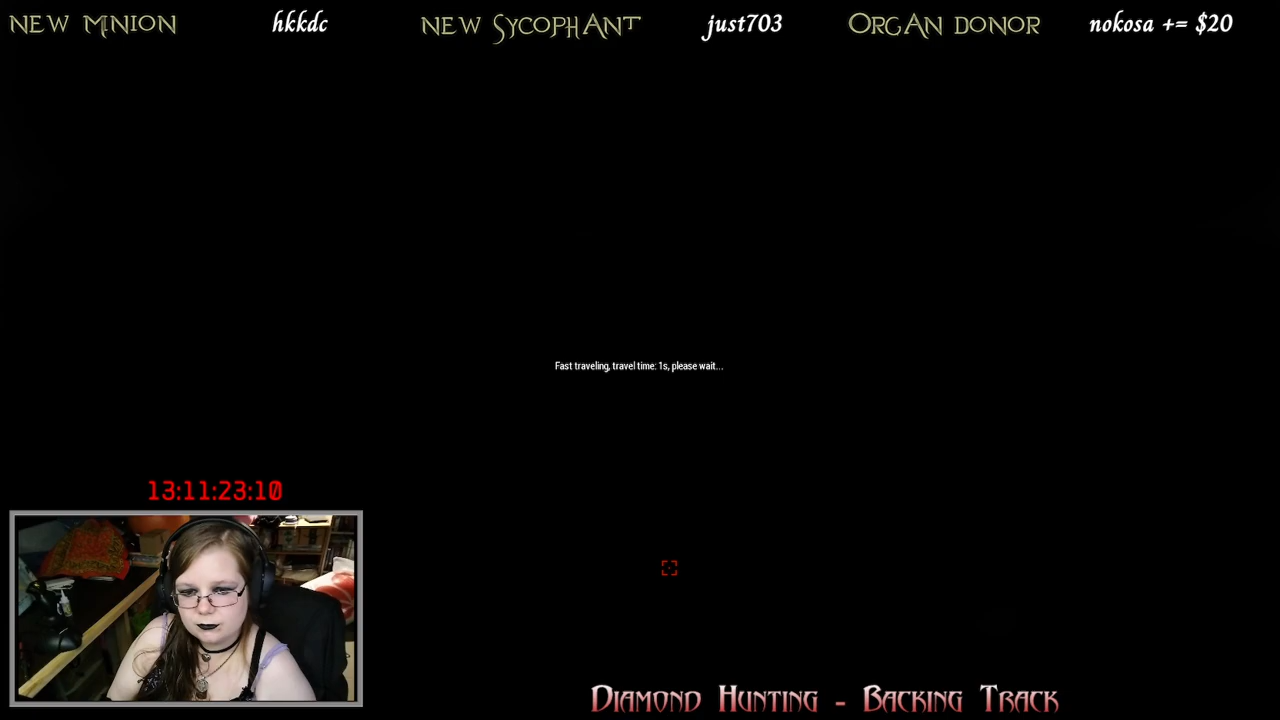 NEW MINION hkkdc NEW SYCOPHANT just703 ORGAN DONOR nokosa += $20
Fast traveling, travel time: 1s, please wait...
13:11:23:10
DIAMOND HUNTING - BACKING TRACK